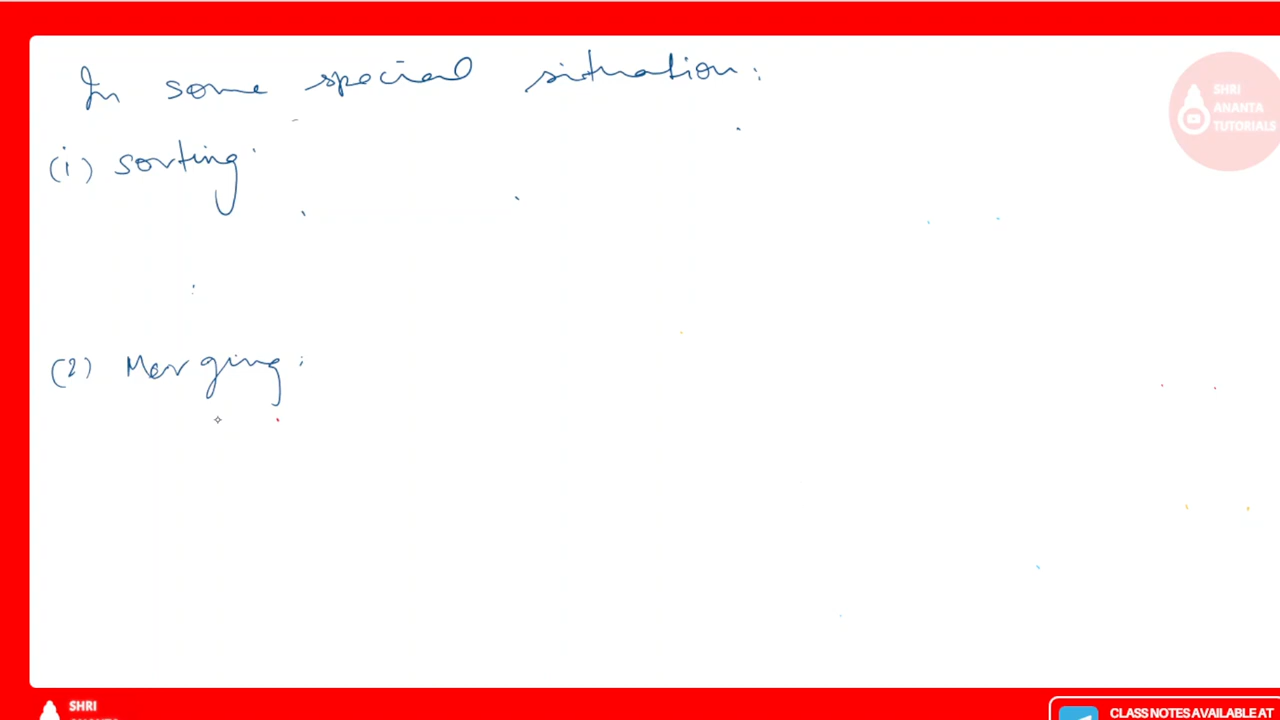 In some special situation:
SHRI
ANANTA
TUTORIALS
(i) sorting:
(2) Merging:
SHRI
CLASS NOTES AVAILABLE AT